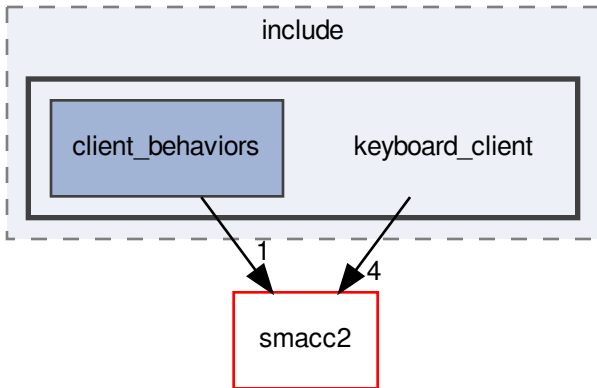 include
client_behaviors
keyboard_client
1
4
smacc2